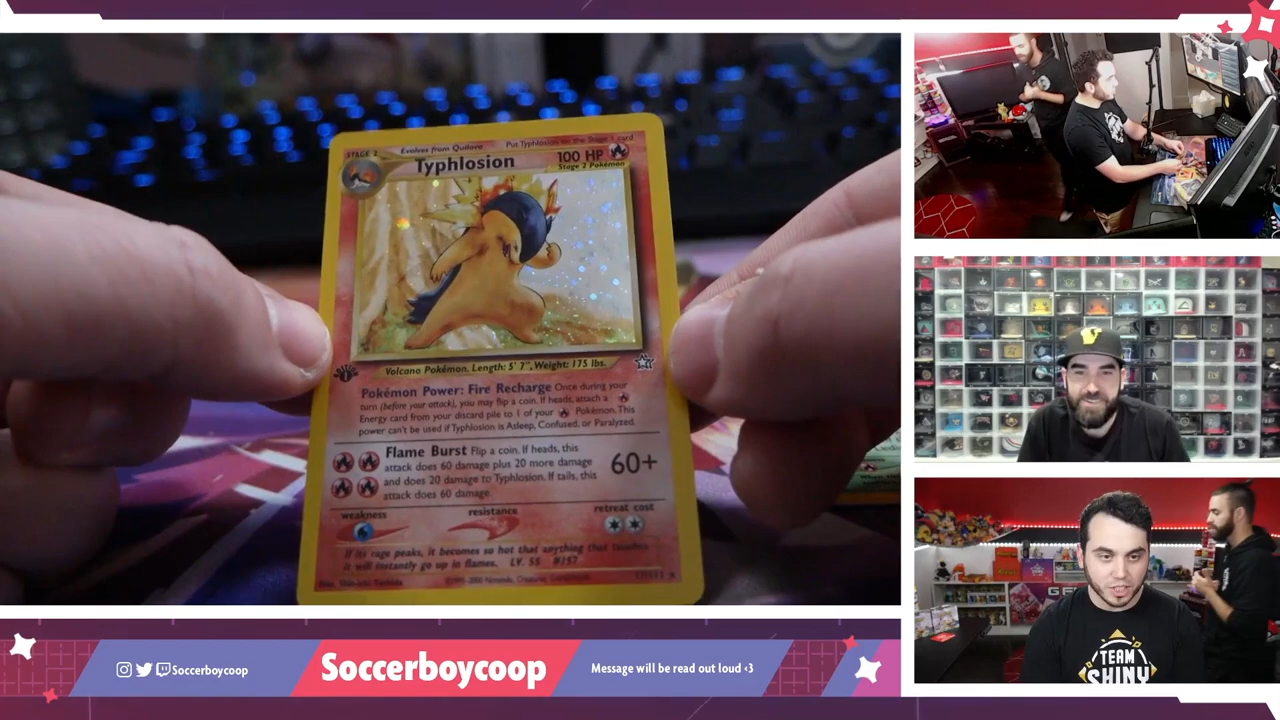 STAGE 2
Evolves from Quilava
Put Typhlosion on the Stage 1 card
Typhlosion
100 HP
Stage 2 Pokémon
Volcano Pokémon. Length: 5' 7", Weight: 175 lbs.
Pokémon Power: Fire Recharge Once during your
turn (before your attack), you may flip a coin. If heads, attach a
Energy card from your discard pile to 1 of your Pokémon. This
power can't be used if Typhlosion is Asleep, Confused, or Paralyzed.
Flame Burst Flip a coin. If heads, this
attack does 60 damage plus 20 more damage
and does 20 damage to Typhlosion. If tails, this
attack does 60 damage.
60+
weakness
resistance
retreat cost
If its rage peaks, it becomes so hot that anything that touches
it will instantly go up in flames. LV. 55 #157
Soccerboycoop
Soccerboycoop
Message will be read out loud <3
TEAM
SHINY